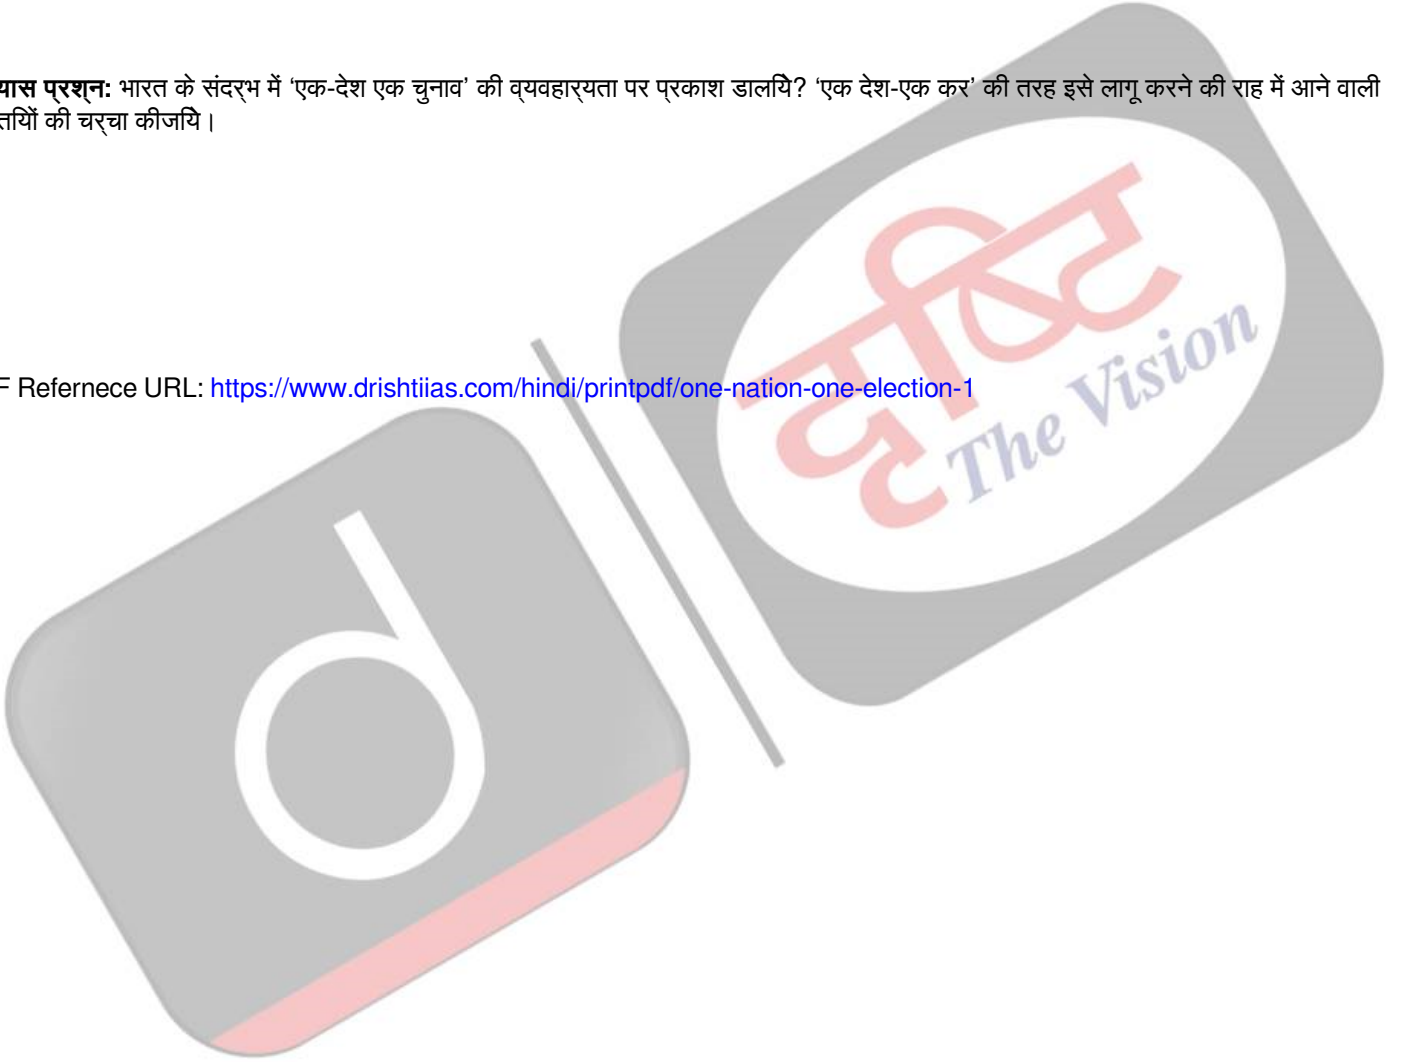 यास प्रश्न: भारत के संदर्भ में ‘एक-देश एक चुनाव’ की व्यवहार्यता पर प्रकाश डालिये? ‘एक देश-एक कर’ की तरह इसे लागू करने की राह में आने वाली
तियों की चर्चा कीजिये।
F Refernece URL: https://www.drishtiias.com/hindi/printpdf/one-nation-one-election-1
दृष्टि
The Vision
d